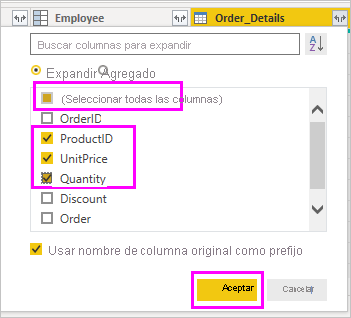 Employee Order_Details
Buscar columnas para expandir A Z
Expandir Agregado
(Seleccionar todas las columnas)
OrderID
ProductID
UnitPrice
Quantity
Discount
Order
Usar nombre de columna original como prefijo
Aceptar Cancelar